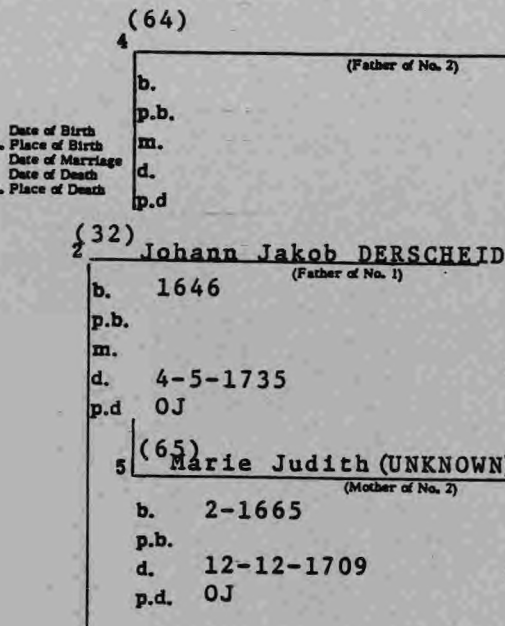 (64)
4
(Father of No. 2)
b.
p.b.
Date of Birth
. Place of Birth
m.
Date of Marriage
Date of Death
d.
. Place of Death
p.d
(32)
2 Johann Jakob DERSCHEID
(Father of No. 1)
b. 1646
p.b.
m.
d. 4-5-1735
p.d OJ
(65)
5 Marie Judith (UNKNOWN)
(Mother of No. 2)
b. 2-1665
p.b.
d. 12-12-1709
p.d. OJ